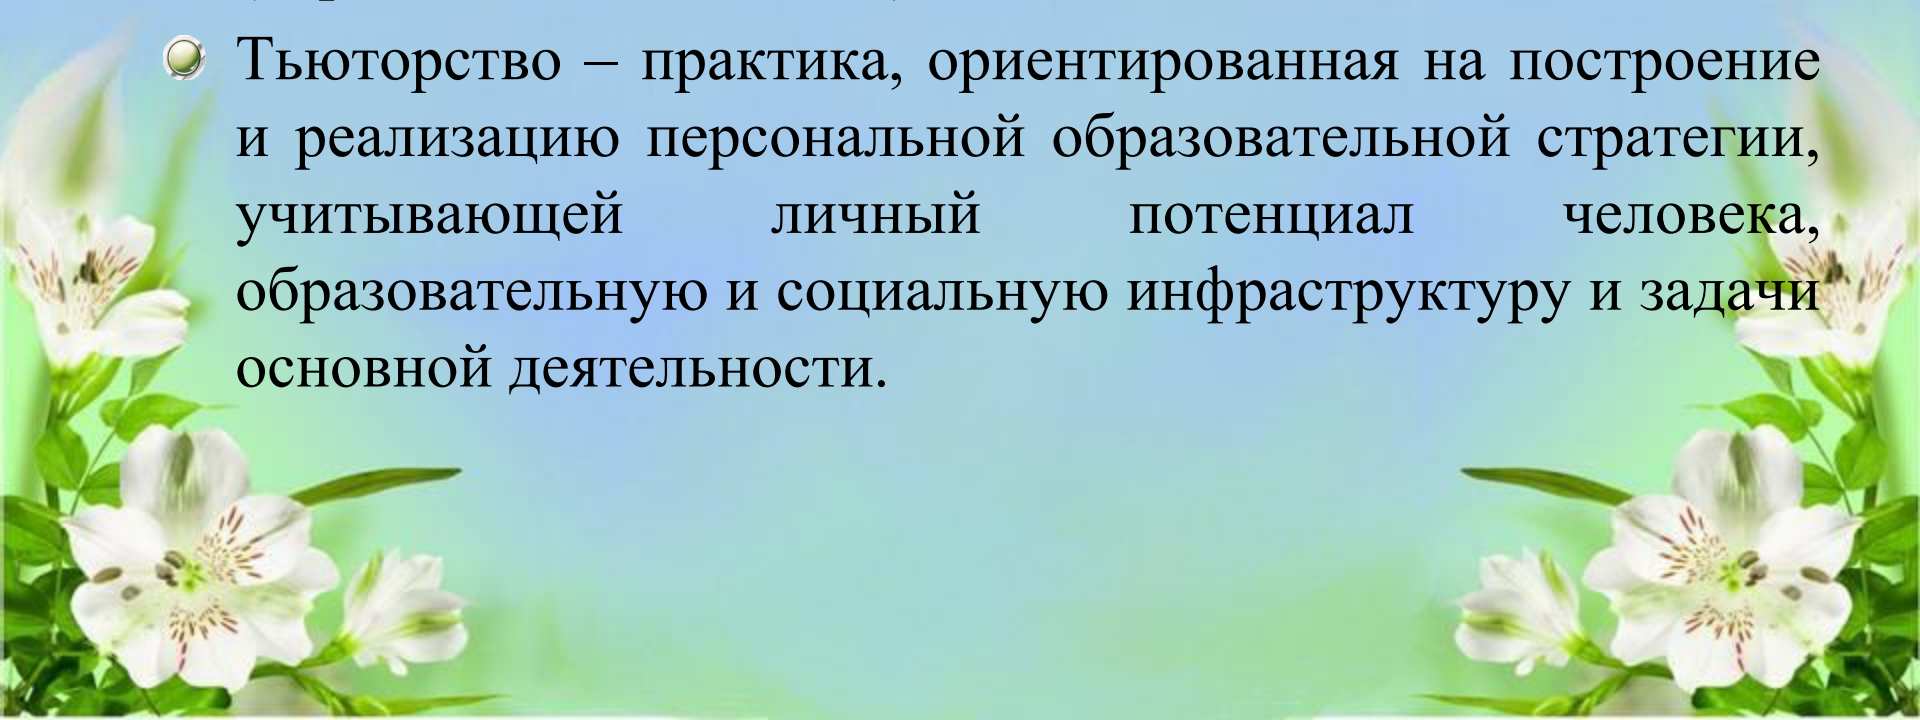 Тьюторство – практика, ориентированная на построение
и реализацию персональной образовательной стратегии,
учитывающей личный потенциал человека,
образовательную и социальную инфраструктуру и задачи
основной деятельности.